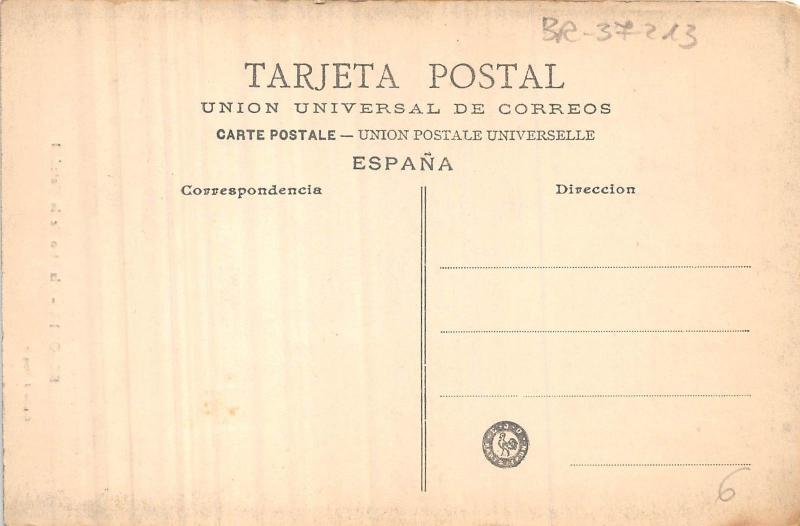 BR-37213
TARJETA POSTAL
UNION UNIVERSAL DE CORREOS
CARTE POSTALE — UNION POSTALE UNIVERSELLE
ESPAÑA
Correspondencia
Direccion
6